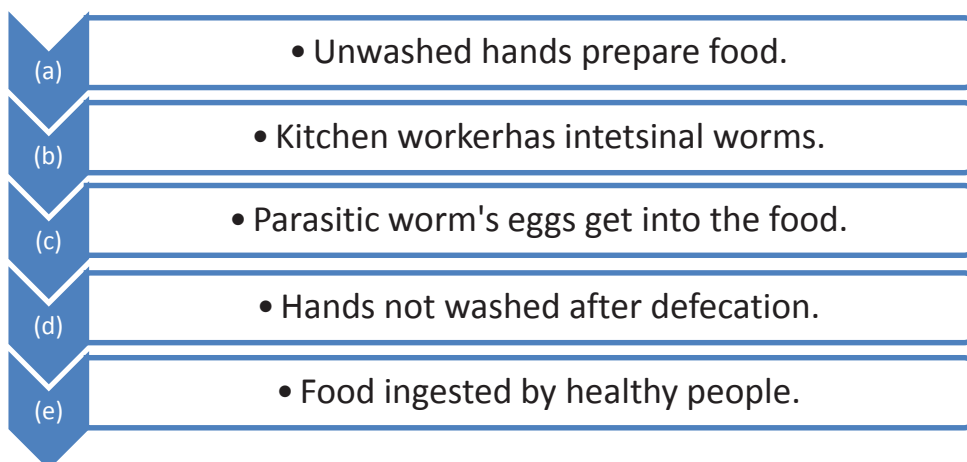 (a) • Unwashed hands prepare food.
(b) • Kitchen workerhas intetsinal worms.
(c) • Parasitic worm's eggs get into the food.
(d) • Hands not washed after defecation.
(e) • Food ingested by healthy people.